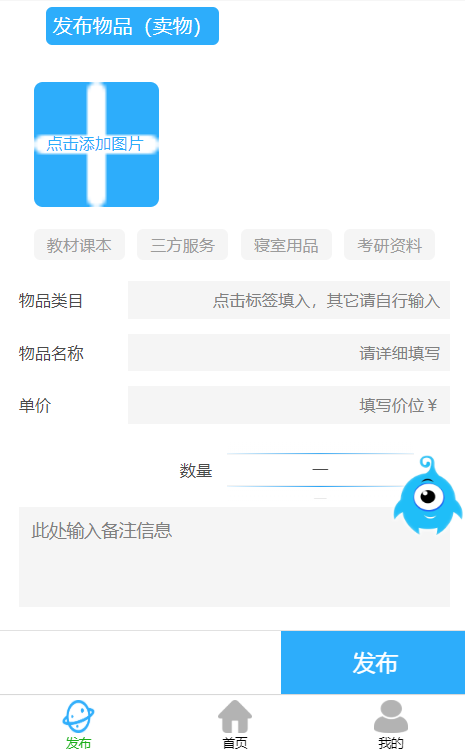 发布物品（卖物）
点击添加图片
教材课本 三方服务 寝室用品 考研资料
物品类目 点击标签填入，其它请自行输入
物品名称 请详细填写
单价 填写价位￥
数量 一
此处输入备注信息
发布
发布 首页 我的